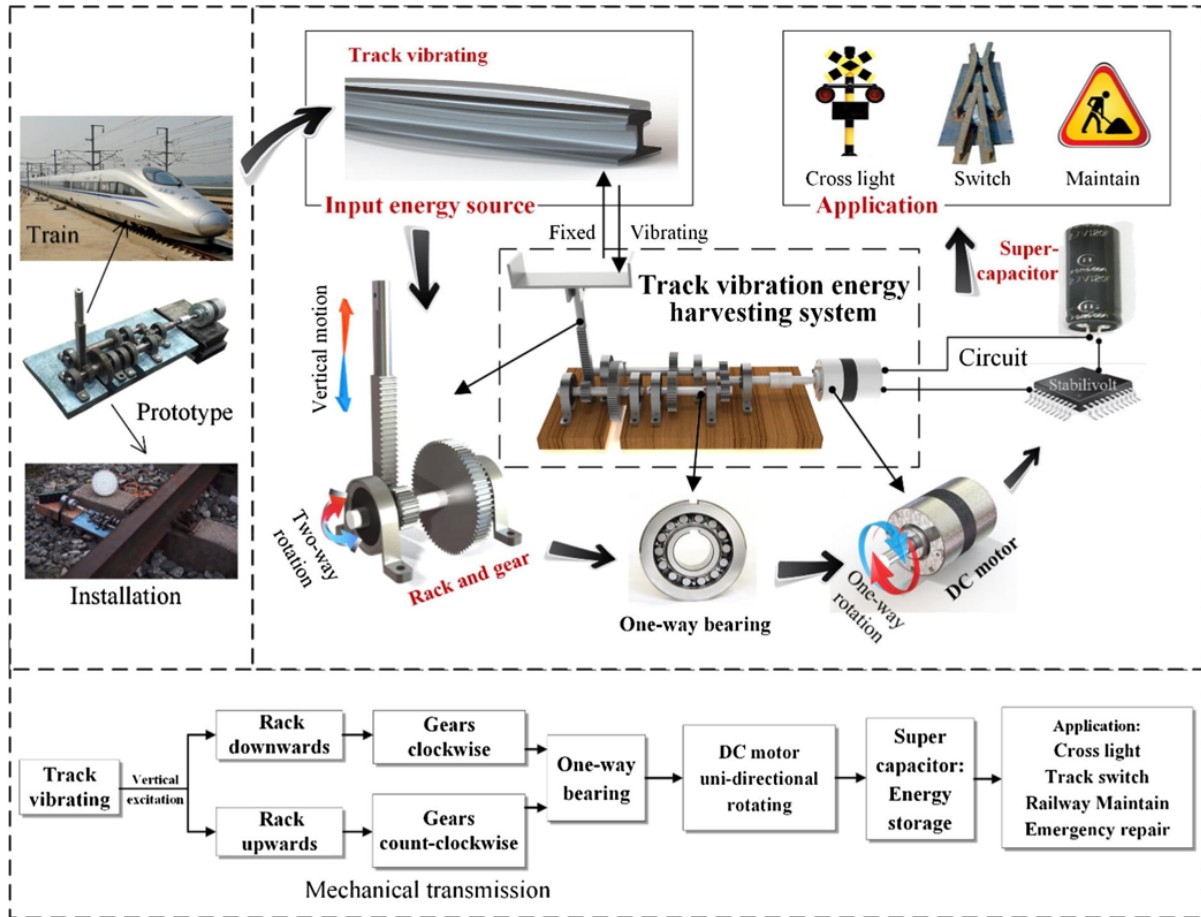 Train
Prototype
Installation
Track vibrating
Input energy source
Fixed
Vibrating
Cross light
Switch
Maintain
Application
Super-
capacitor
Track vibration energy
harvesting system
Circuit
Stabilivolt
Vertical motion
Two-way
rotation
Rack and gear
One-way bearing
One-way
rotation
DC motor
Track
vibrating
Vertical
excitation
Rack
downwards
Gears
clockwise
Rack
upwards
Gears
count-clockwise
One-way
bearing
DC motor
uni-directional
rotating
Super
capacitor:
Energy
storage
Application:
Cross light
Track switch
Railway Maintain
Emergency repair
Mechanical transmission